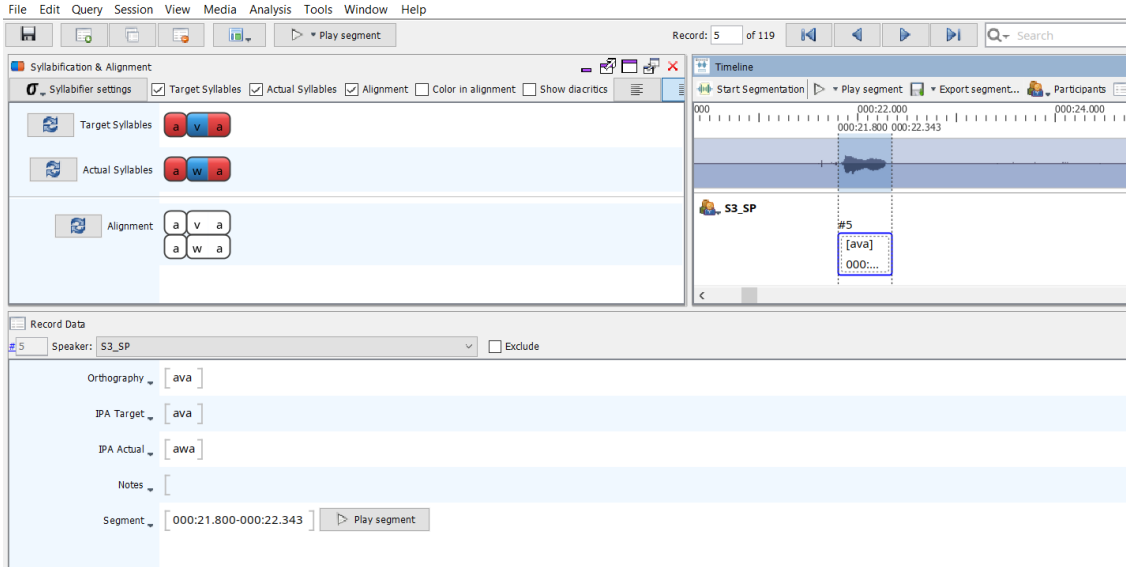 File Edit Query Session View Media Analysis Tools Window Help
Play segment
Record: 5 of 119
Search
Syllabification & Alignment
σ Syllabifier settings Target Syllables Actual Syllables Alignment Color in alignment Show diacritics
Target Syllables a v a
Actual Syllables a w a
Alignment a v a
a w a
Timeline
Start Segmentation Play segment Export segment... Participants
000 000:22.000 000:24.000
000:21.800 000:22.343
S3_SP
#5
[ava]
000:...
Record Data
# 5 Speaker: S3_SP Exclude
Orthography ava
IPA Target ava
IPA Actual awa
Notes
Segment 000:21.800-000:22.343 Play segment